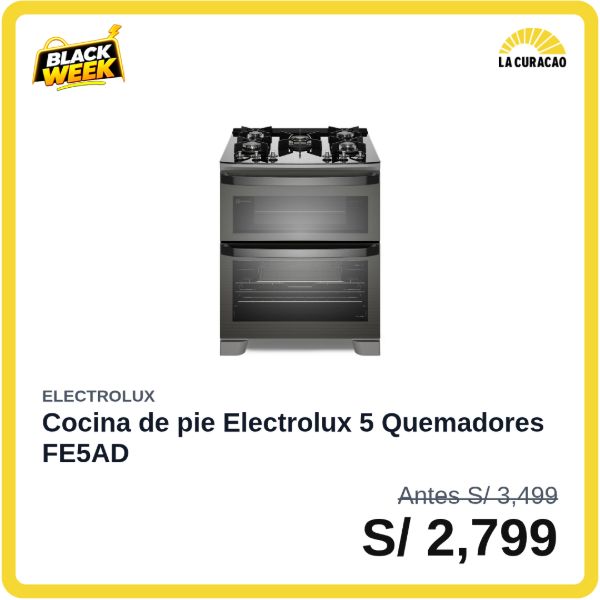 BLACK
WEEK
LA CURACAO
ELECTROLUX
Cocina de pie Electrolux 5 Quemadores
FE5AD
Antes S/ 3,499
S/ 2,799